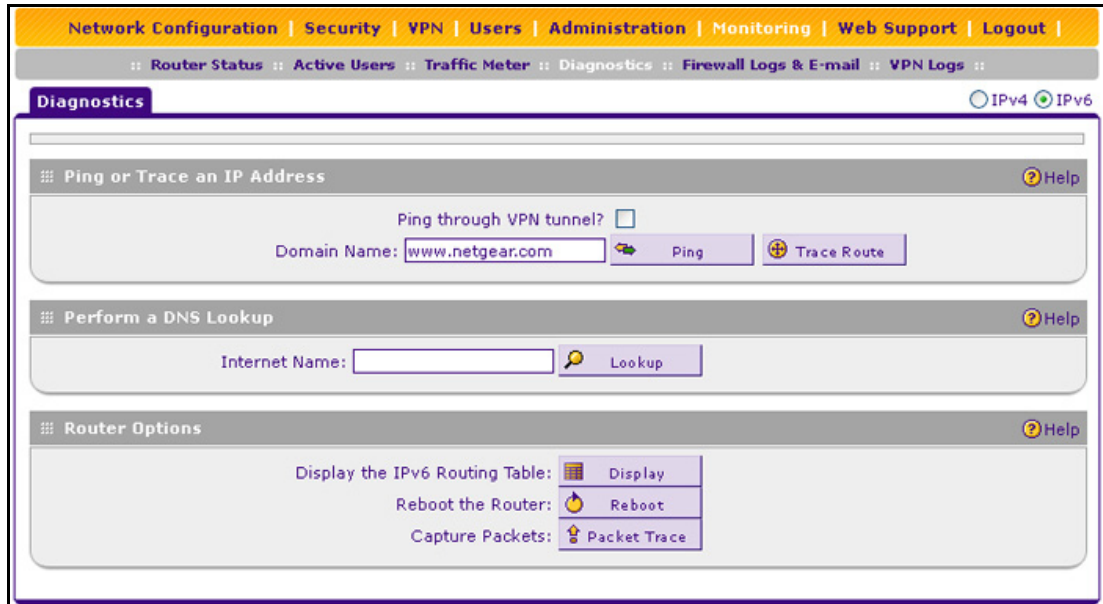 Network Configuration | Security | VPN | Users | Administration | Monitoring | Web Support | Logout |
:: Router Status :: Active Users :: Traffic Meter :: Diagnostics :: Firewall Logs & E-mail :: VPN Logs ::
Diagnostics IPv4 IPv6
Ping or Trace an IP Address Help
Ping through VPN tunnel?
Domain Name: www.netgear.com Ping Trace Route
Perform a DNS Lookup Help
Internet Name: Lookup
Router Options Help
Display the IPv6 Routing Table: Display
Reboot the Router: Reboot
Capture Packets: Packet Trace